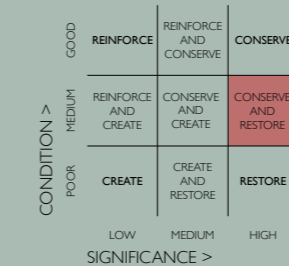 GOOD
REINFORCE
REINFORCE
AND
CONSERVE
CONSERVE
CONDITION >
MEDIUM
REINFORCE
AND
CREATE
CONSERVE
AND
CREATE
CONSERVE
AND
RESTORE
POOR
CREATE
CREATE
AND
RESTORE
RESTORE
LOW MEDIUM HIGH
SIGNIFICANCE >